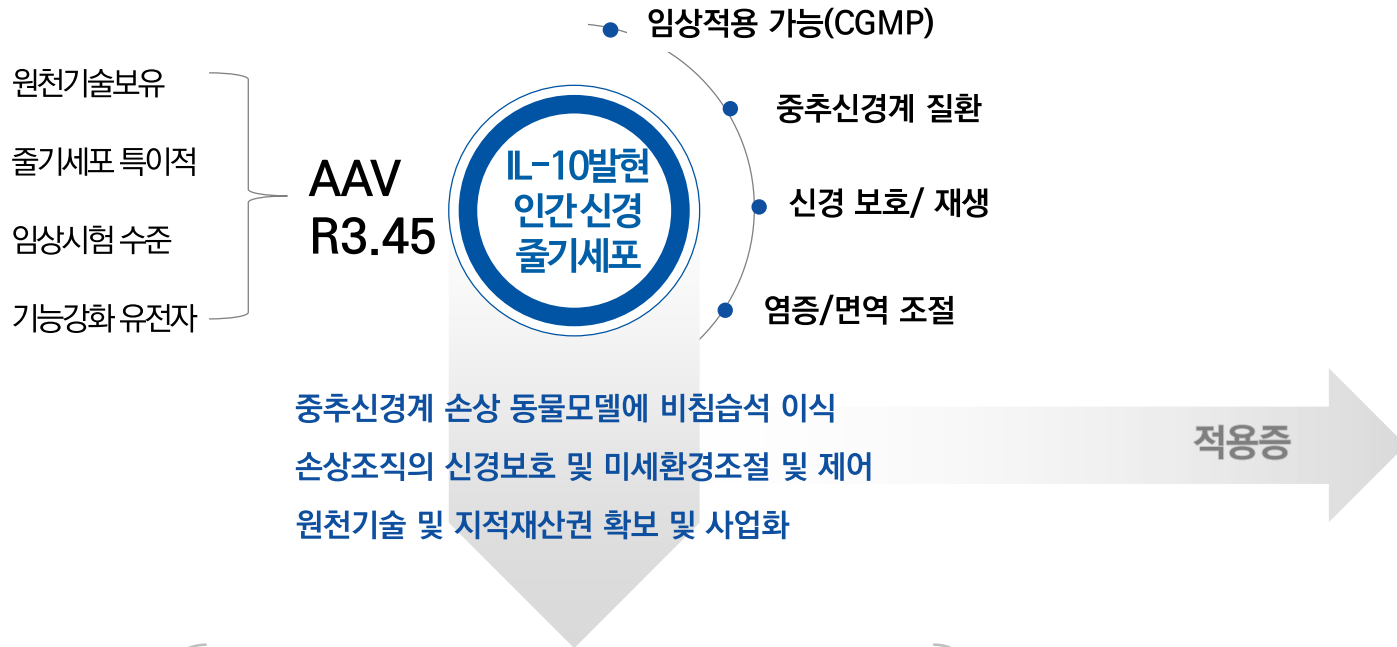 임상적용 가능(CGMP)
원천기술보유
줄기세포 특이적
임상시험 수준
기능강화 유전자
AAV
R3.45
IL-10발현
인간 신경
줄기세포
중추신경계 질환
신경 보호/ 재생
염증/면역 조절
중추신경계 손상 동물모델에 비침습석 이식
손상조직의 신경보호 및 미세환경조절 및 제어
원천기술 및 지적재산권 확보 및 사업화
적용증